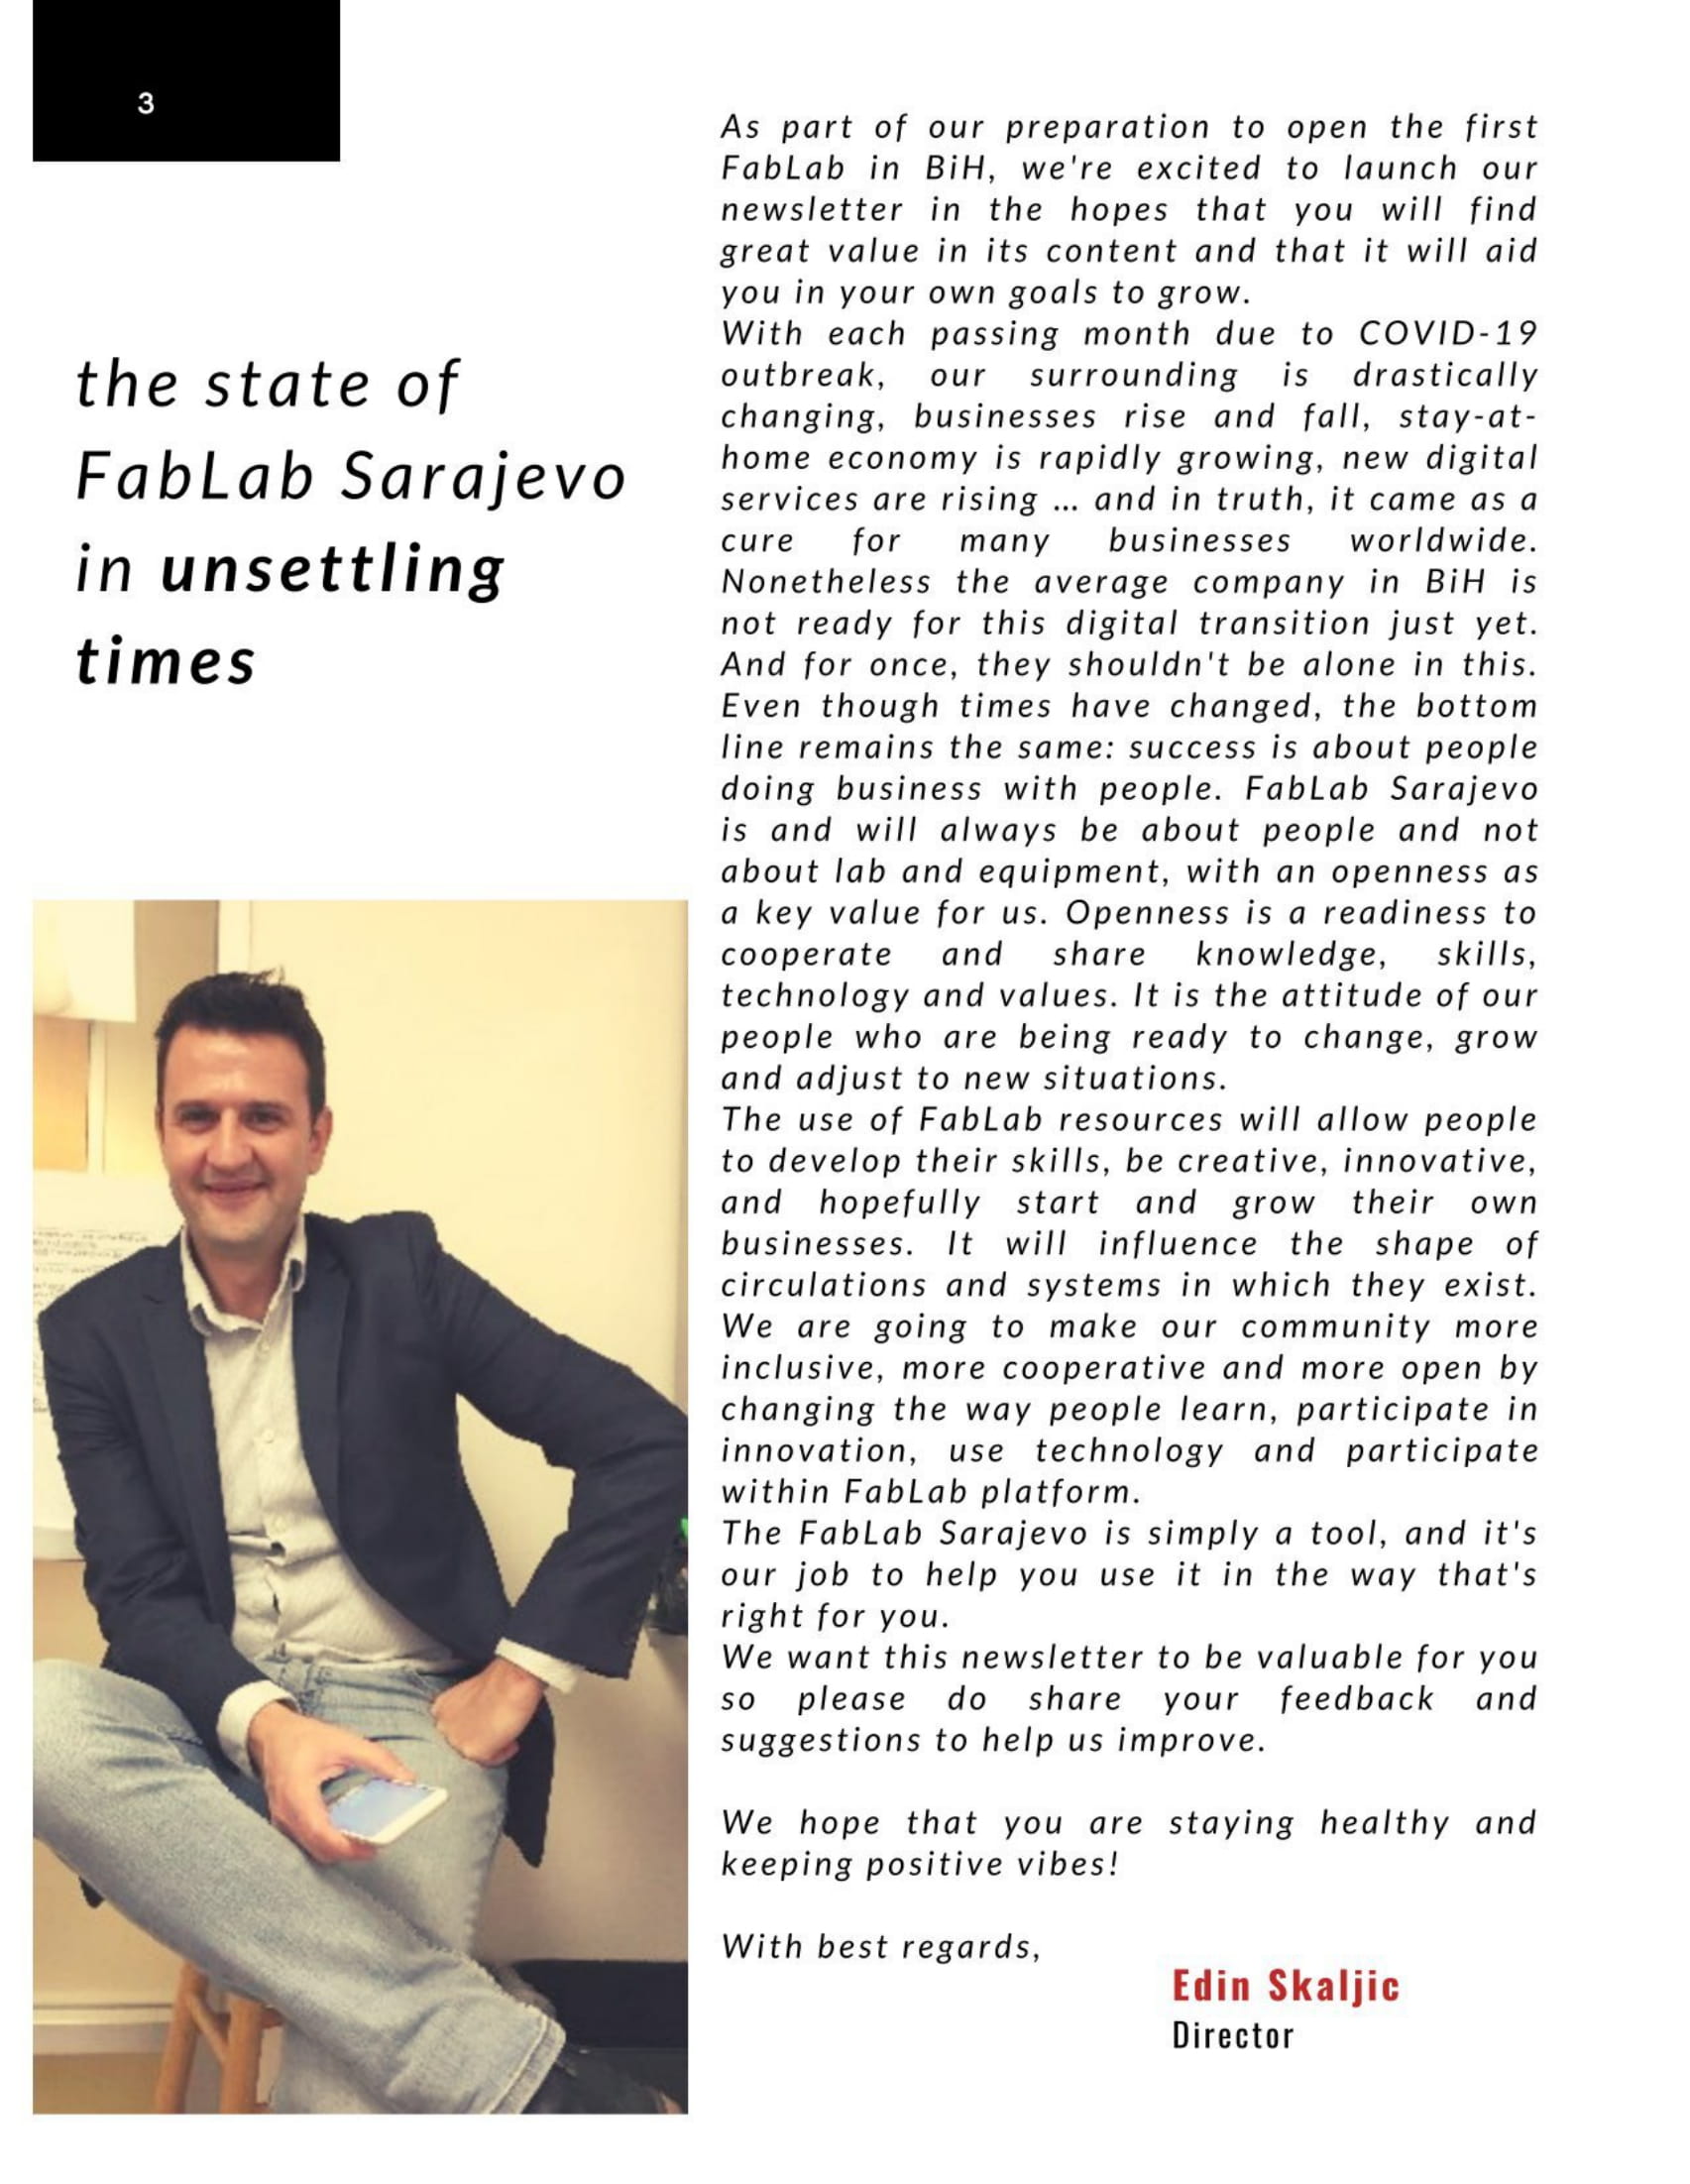 3
the state of
FabLab Sarajevo
in unsettling
times
As part of our preparation to open the first
FabLab in BiH, we're excited to launch our
newsletter in the hopes that you will find
great value in its content and that it will aid
you in your own goals to grow.
With each passing month due to COVID-19
outbreak, our surrounding is drastically
changing, businesses rise and fall, stay-at-
home economy is rapidly growing, new digital
services are rising ... and in truth, it came as a
cure for many businesses worldwide.
Nonetheless the average company in BiH is
not ready for this digital transition just yet.
And for once, they shouldn't be alone in this.
Even though times have changed, the bottom
line remains the same: success is about people
doing business with people. FabLab Sarajevo
is and will always be about people and not
about lab and equipment, with an openness as
a key value for us. Openness is a readiness to
cooperate and share knowledge, skills,
technology and values. It is the attitude of our
people who are being ready to change, grow
and adjust to new situations.
The use of FabLab resources will allow people
to develop their skills, be creative, innovative,
and hopefully start and grow their own
businesses. It will influence the shape of
circulations and systems in which they exist.
We are going to make our community more
inclusive, more cooperative and more open by
changing the way people learn, participate in
innovation, use technology and participate
within FabLab platform.
The FabLab Sarajevo is simply a tool, and it's
our job to help you use it in the way that's
right for you.
We want this newsletter to be valuable for you
so please do share your feedback and
suggestions to help us improve.
We hope that you are staying healthy and
keeping positive vibes!
With best regards,
Edin Skaljic
Director